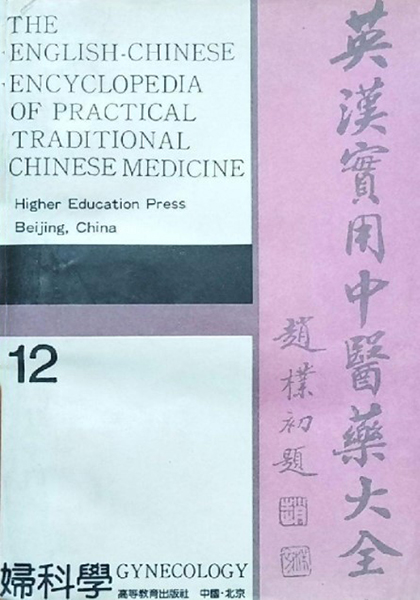 THE
ENGLISH-CHINESE
ENCYCLOPEDIA
OF PRACTICAL
TRADITIONAL
CHINESE MEDICINE
Higher Education Press
Beijing, China
12
英漢實用中醫藥大全
趙樸初題
婦科學 GYNECOLOGY
高等教育出版社 中國·北京